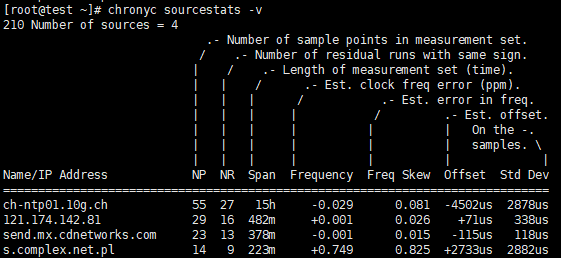 [root@test ~]# chronyc sourcestats -v
210 Number of sources = 4
                             .- Number of sample points in measurement set.
                            /    .- Number of residual runs with same sign.
                           |    /    .- Length of measurement set (time).
                           |   |    /      .- Est. clock freq error (ppm).
                           |   |   |      /           .- Est. error in freq.
                           |   |   |     |           /         .- Est. offset.
                           |   |   |     |          |          |   On the -.
                           |   |   |     |          |          |   samples. \
                           |   |   |     |          |          |             |
Name/IP Address            NP  NR  Span  Frequency  Freq Skew  Offset  Std Dev
==============================================================================
ch-ntp01.10g.ch            55  27   15h     -0.029      0.081  -4502us  2878us
121.174.142.81             29  16  482m     +0.001      0.026    +71us   338us
send.mx.cdnetworks.com     23  13  378m     -0.001      0.015   -115us   118us
s.complex.net.pl           14   9  223m     +0.749      0.825  +2733us  2882us